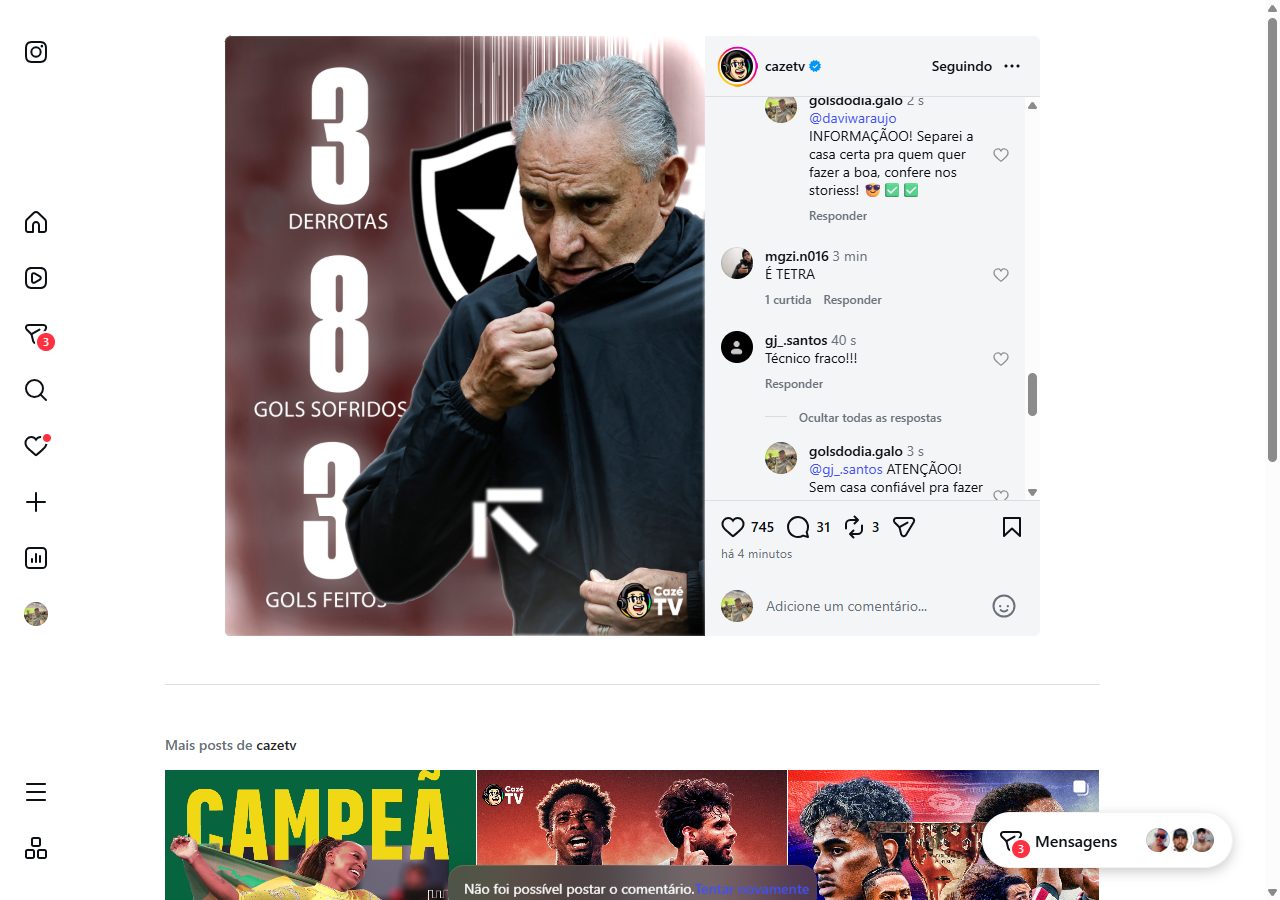 3
DERROTAS
8
GOLS SOFRIDOS
3
GOLS FEITOS
Cazé
TV
cazetv
Seguindo
golsdodia.galo 2 s
@daviwaraujo
INFORMAÇÃOO! Separei a
casa certa pra quem quer
fazer a boa, confere nos
storiess! 😎 ✅ ✅
Responder
mgzi.n016 3 min
É TETRA
1 curtida Responder
gj_.santos 40 s
Técnico fraco!!!
Responder
Ocultar todas as respostas
golsdodia.galo 3 s
@gj_.santos ATENÇÃOO!
Sem casa confiável pra fazer
745 31 3
há 4 minutos
Adicione um comentário...
3
Mais posts de cazetv
CAMPEÃ
Cazé
TV
3 Mensagens
Não foi possível postar o comentário. Tentar novamente